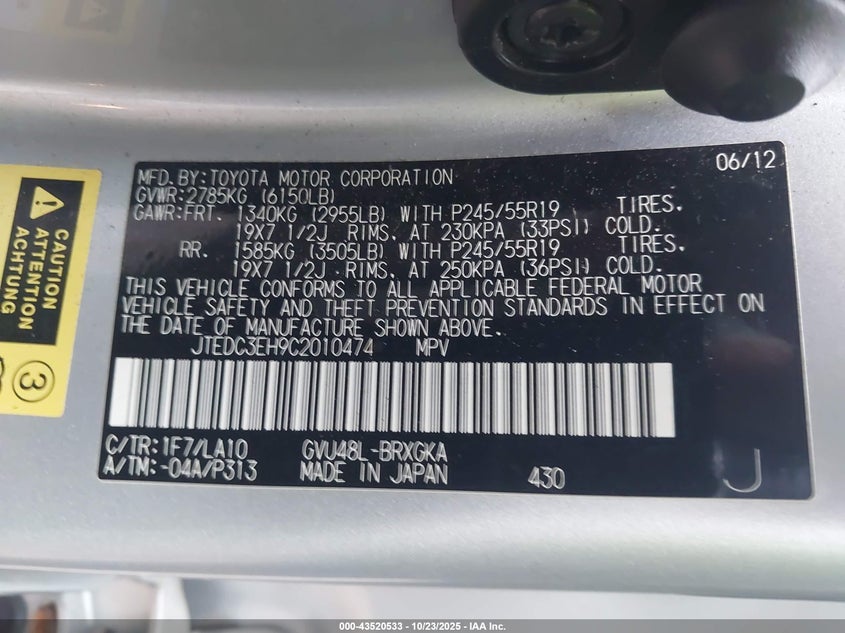 06/12
MFD. BY: TOYOTA MOTOR CORPORATION
GVWR: 2785KG (6150LB)
GAWR: FRT. 1340KG (2955LB) WITH P245/55R19 TIRES.
19X7 1/2J RIMS. AT 230KPA (33PSI) COLD.
RR. 1585KG (3505LB) WITH P245/55R19 TIRES.
19X7 1/2J RIMS. AT 250KPA (36PSI) COLD.
THIS VEHICLE CONFORMS TO ALL APPLICABLE FEDERAL MOTOR
VEHICLE SAFETY AND THEFT PREVENTION STANDARDS IN EFFECT ON
THE DATE OF MANUFACTURE SHOWN ABOVE.
JTEDC3EH9C2010474 MPV
C/TR: 1F7/LA10 GVU48L-BRXGKA
A/TM: -04A/P313 MADE IN JAPAN 430 J
CAUTION
ATTENTION
ACHTUNG
3
000-43520533 - 10/23/2025 - IAA Inc.